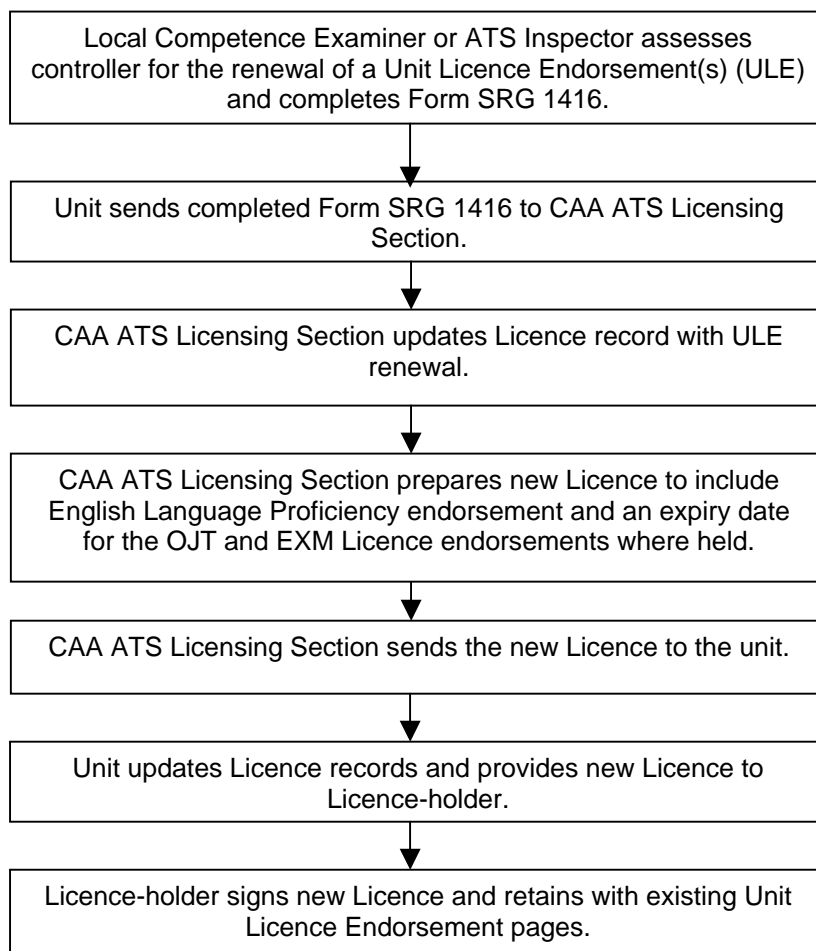 Local Competence Examiner or ATS Inspector assesses
controller for the renewal of a Unit Licence Endorsement(s) (ULE)
and completes Form SRG 1416.
Unit sends completed Form SRG 1416 to CAA ATS Licensing
Section.
CAA ATS Licensing Section updates Licence record with ULE
renewal.
CAA ATS Licensing Section prepares new Licence to include
English Language Proficiency endorsement and an expiry date
for the OJT and EXM Licence endorsements where held.
CAA ATS Licensing Section sends the new Licence to the unit.
Unit updates Licence records and provides new Licence to
Licence-holder.
Licence-holder signs new Licence and retains with existing Unit
Licence Endorsement pages.